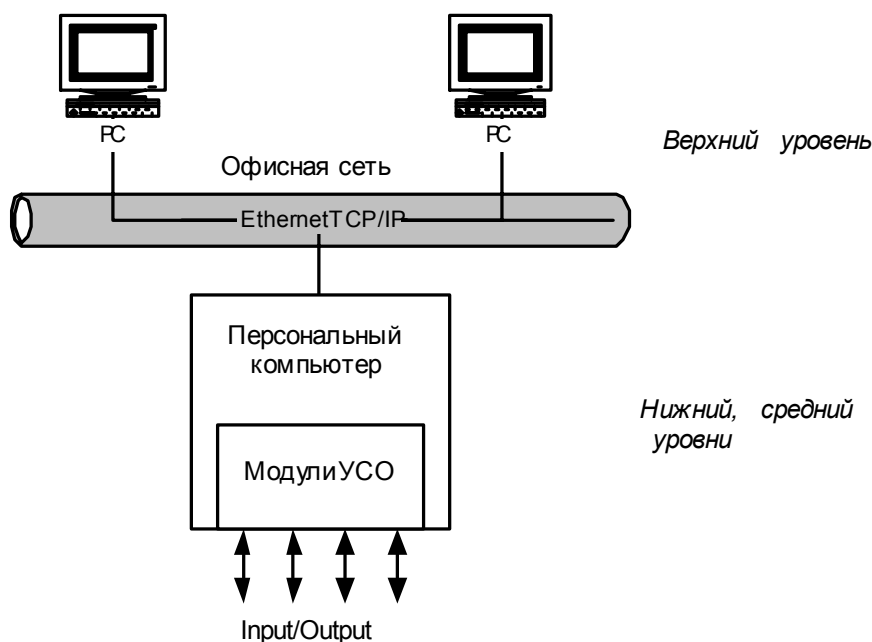 PC
PC
Верхний уровень
Офисная сеть
EthernetTCP/IP
Персональный
компьютер
Нижний, средний
уровни
МодулиУСО
Input/Output